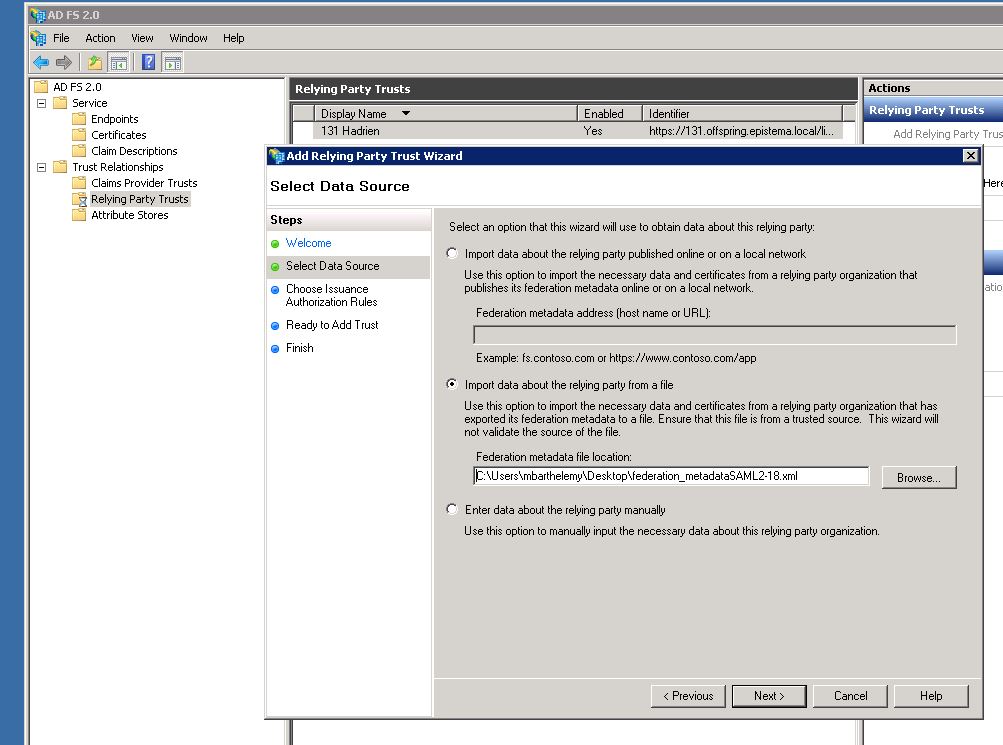 AD FS 2.0
File Action View Window Help
AD FS 2.0
Service
Endpoints
Certificates
Claim Descriptions
Trust Relationships
Claims Provider Trusts
Relying Party Trusts
Attribute Stores
Relying Party Trusts
Display Name Enabled Identifier
131 Hadrien Yes https://131.offspring.epistema.local/li...
Actions
Relying Party Trusts
Add Relying Party Trus
Here
atio
Add Relying Party Trust Wizard
Select Data Source
Steps
Welcome
Select Data Source
Choose Issuance
Authorization Rules
Ready to Add Trust
Finish
Select an option that this wizard will use to obtain data about this relying party:
Import data about the relying party published online or on a local network
Use this option to import the necessary data and certificates from a relying party organization that
publishes its federation metadata online or on a local network.
Federation metadata address (host name or URL):
Example: fs.contoso.com or https://www.contoso.com/app
Import data about the relying party from a file
Use this option to import the necessary data and certificates from a relying party organization that has
exported its federation metadata to a file. Ensure that this file is from a trusted source. This wizard will
not validate the source of the file.
Federation metadata file location:
C:\Users\mbarthelemy\Desktop\federation_metadataSAML2-18.xml
Browse...
Enter data about the relying party manually
Use this option to manually input the necessary data about this relying party organization.
< Previous Next > Cancel Help